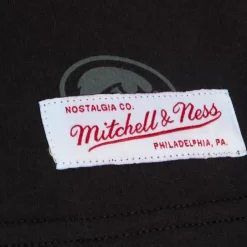 NOSTALGIA CO.
Mitchell & Ness
PHILADELPHIA, PA.